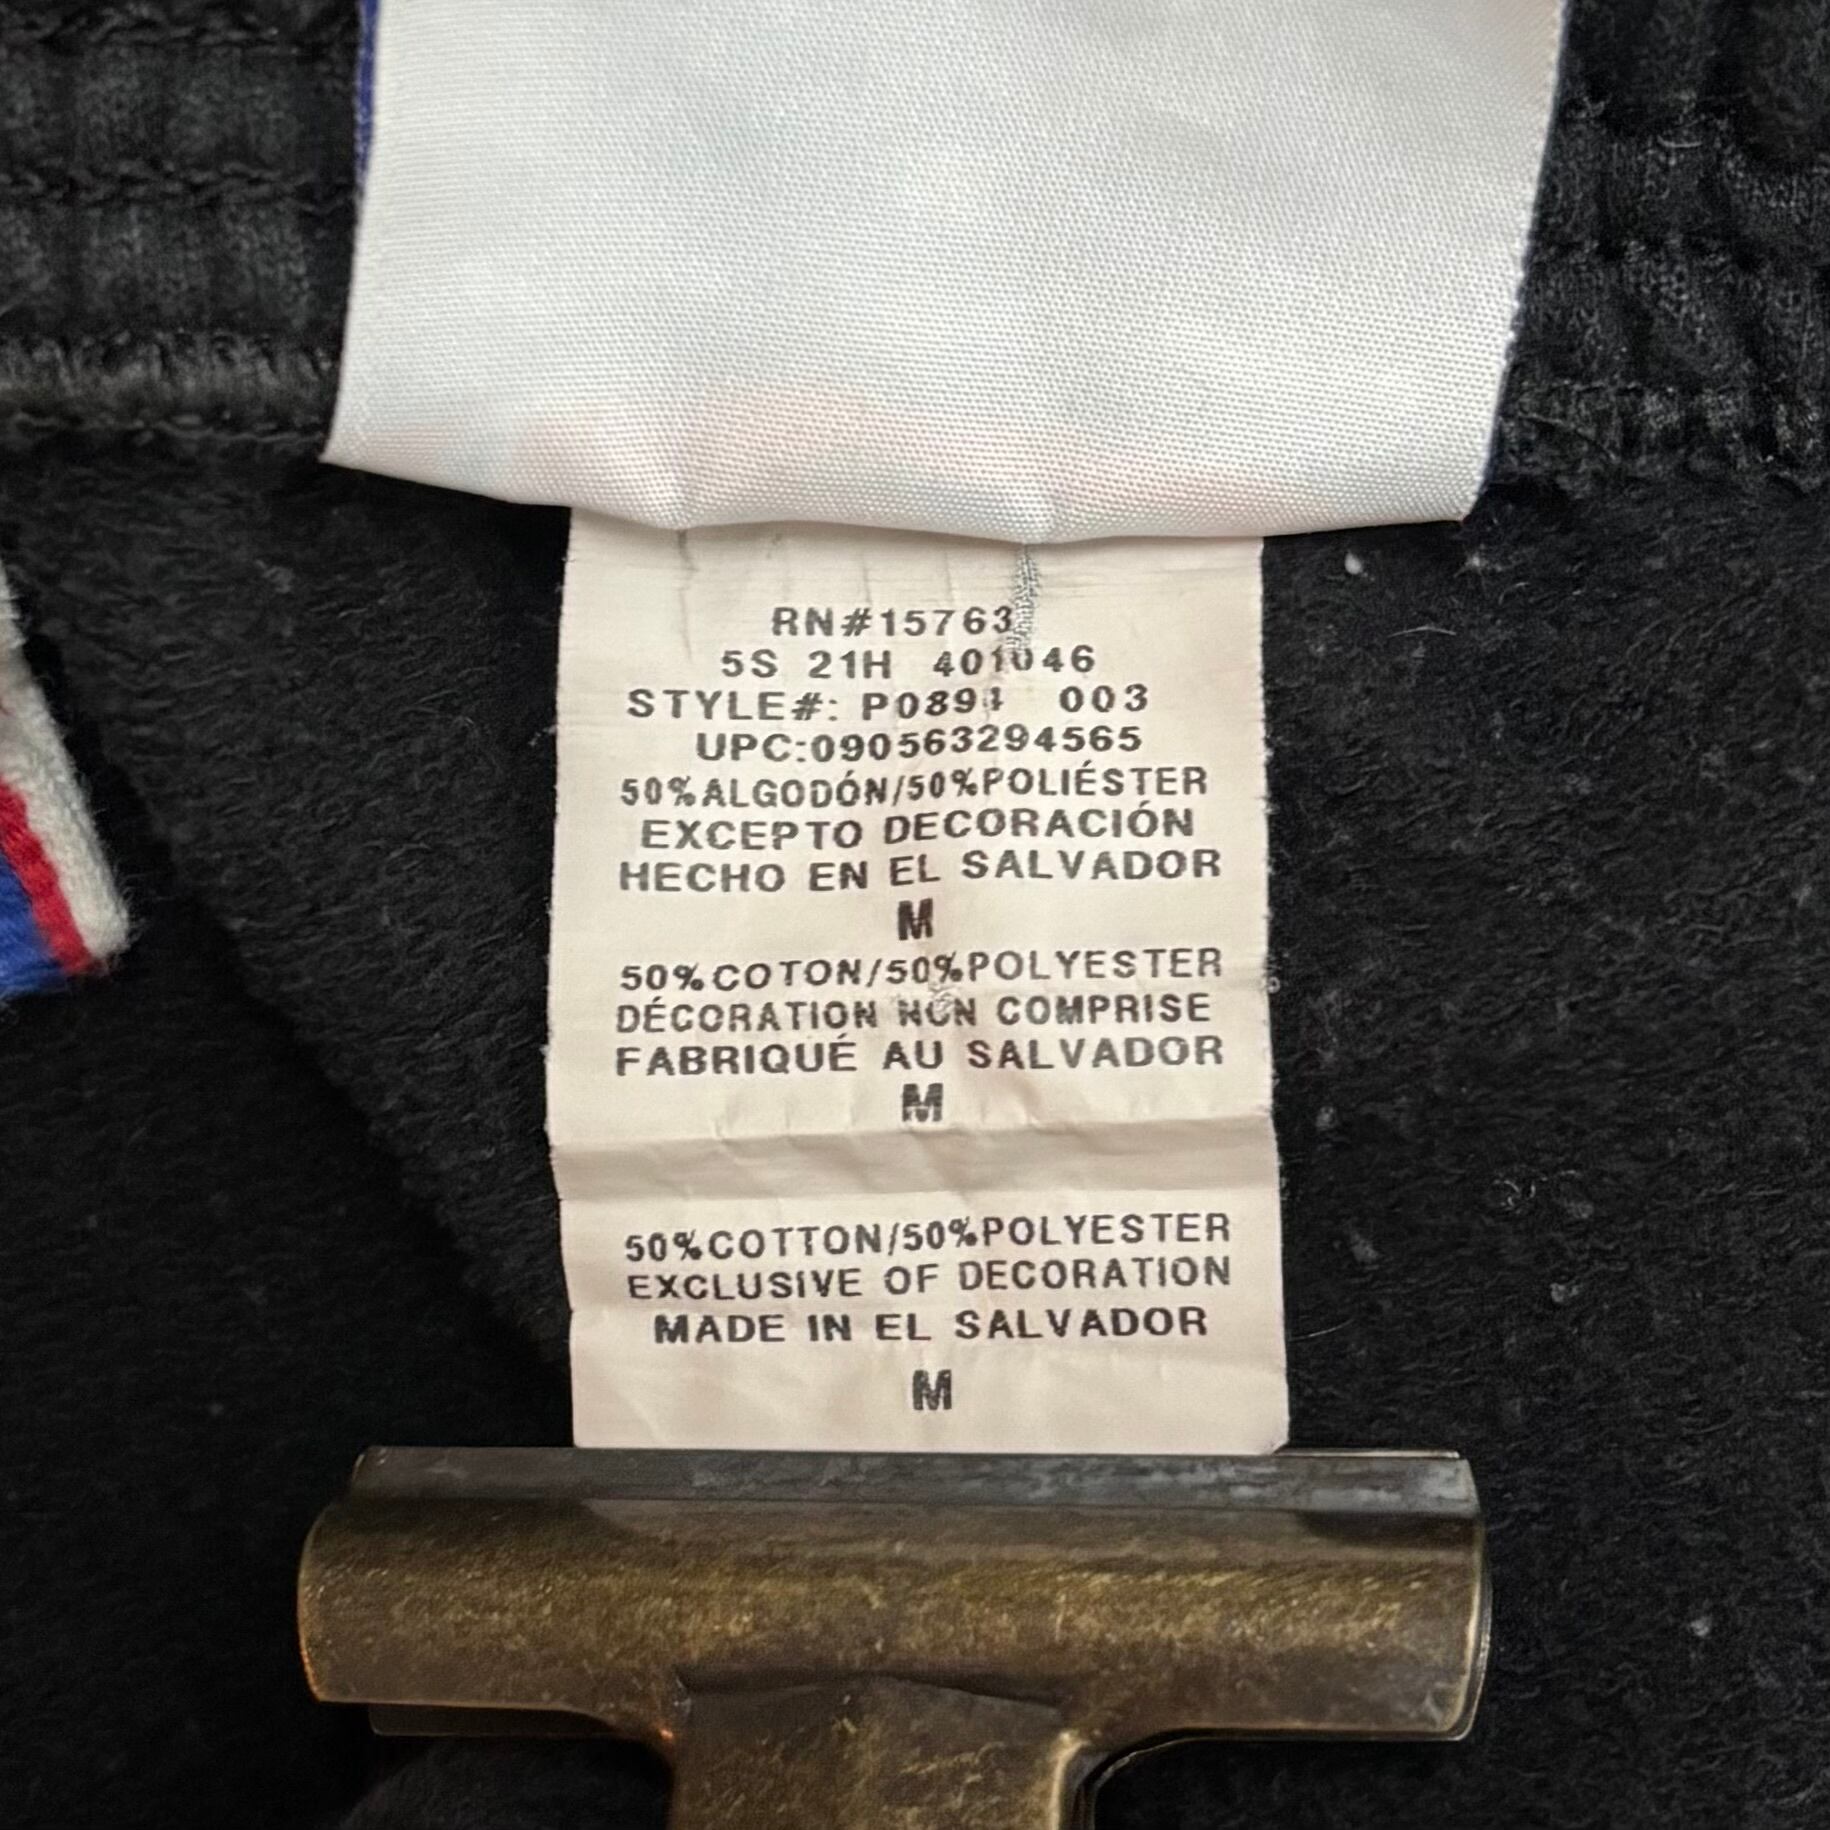 RN#15763
5S 21H 401046
STYLE#: P0894 003
UPC:090563294565
50%ALGODÓN/50%POLIÉSTER
EXCEPTO DECORACIÓN
HECHO EN EL SALVADOR
M
50%COTON/50%POLYESTER
DÉCORATION NON COMPRISE
FABRIQUÉ AU SALVADOR
M
50%COTTON/50%POLYESTER
EXCLUSIVE OF DECORATION
MADE IN EL SALVADOR
M